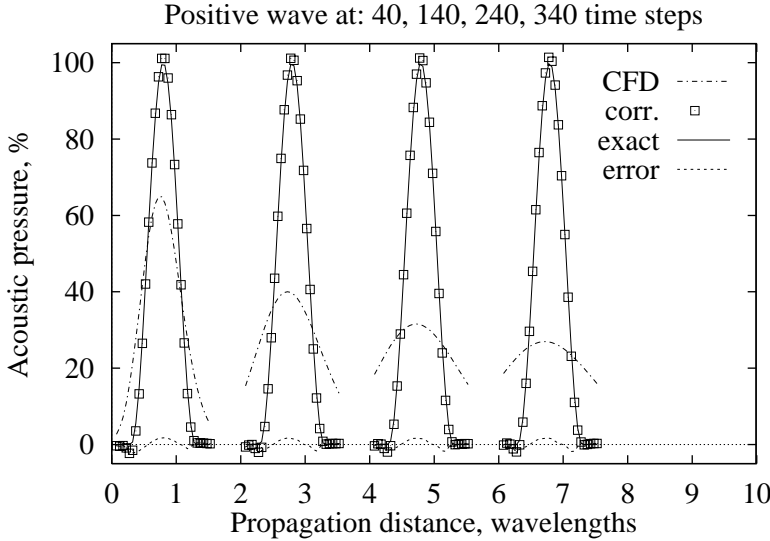 Positive wave at: 40, 140, 240, 340 time steps
100
80
60
40
20
0
Acoustic pressure, %
CFD
corr.
exact
error
0 1 2 3 4 5 6 7 8 9 10
Propagation distance, wavelengths